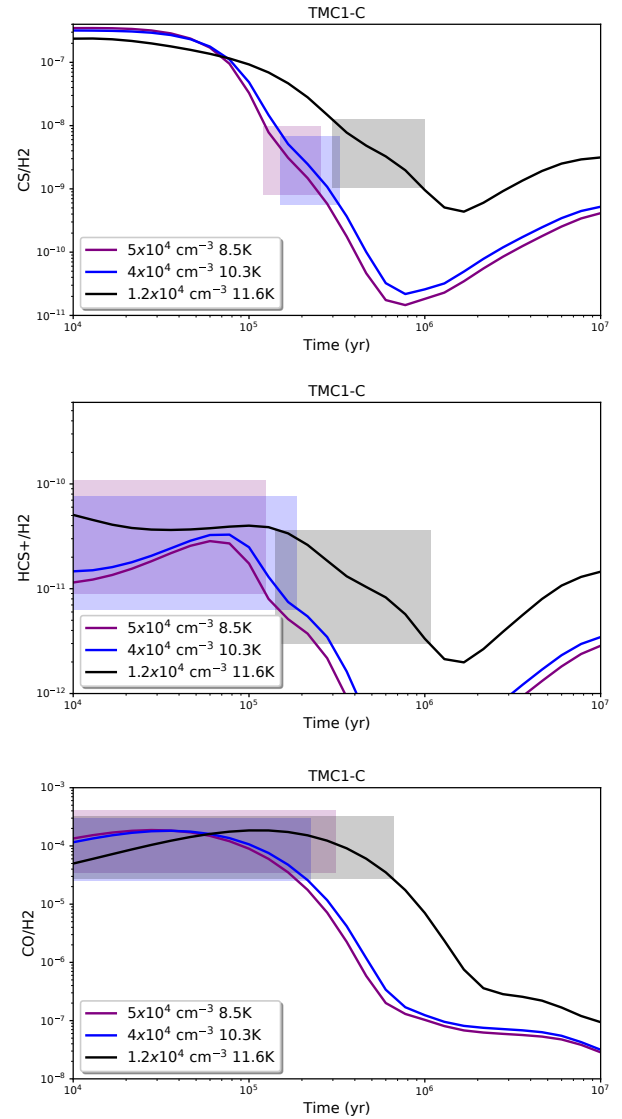 TMC1-C
CS/H2
10⁻⁷
10⁻⁸
10⁻⁹
10⁻¹⁰
10⁻¹¹
5x10⁴ cm⁻³ 8.5K
4x10⁴ cm⁻³ 10.3K
1.2x10⁴ cm⁻³ 11.6K
10⁴ 10⁵ 10⁶ 10⁷
Time (yr)
TMC1-C
HCS+/H2
10⁻¹⁰
10⁻¹¹
10⁻¹²
5x10⁴ cm⁻³ 8.5K
4x10⁴ cm⁻³ 10.3K
1.2x10⁴ cm⁻³ 11.6K
10⁴ 10⁵ 10⁶ 10⁷
Time (yr)
TMC1-C
CO/H2
10⁻³
10⁻⁴
10⁻⁵
10⁻⁶
10⁻⁷
10⁻⁸
5x10⁴ cm⁻³ 8.5K
4x10⁴ cm⁻³ 10.3K
1.2x10⁴ cm⁻³ 11.6K
10⁴ 10⁵ 10⁶ 10⁷
Time (yr)